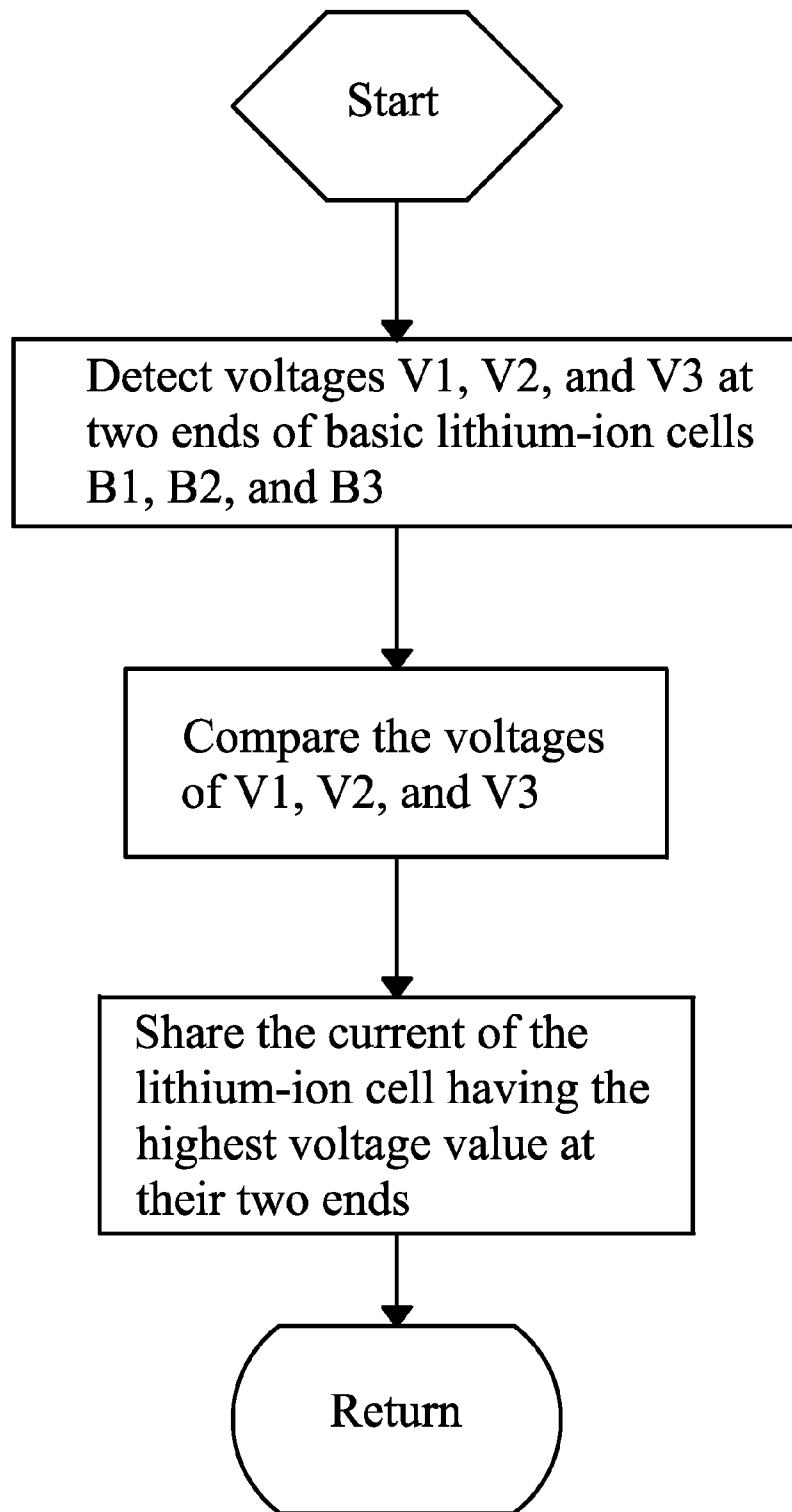 Start
Detect voltages V1, V2, and V3 at
two ends of basic lithium-ion cells
B1, B2, and B3
Compare the voltages
of V1, V2, and V3
Share the current of the
lithium-ion cell having the
highest voltage value at
their two ends
Return